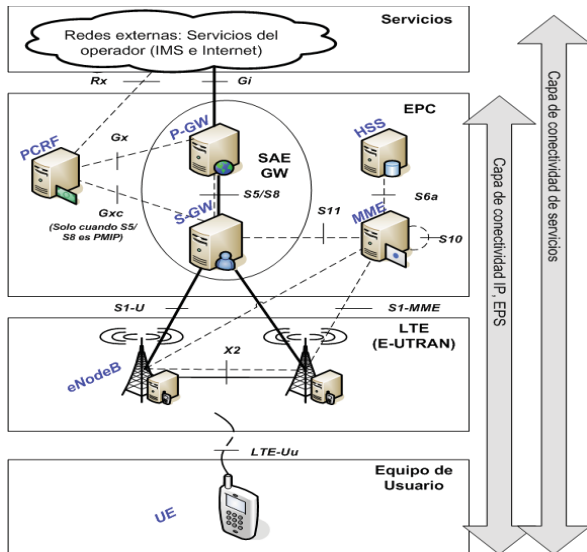 Servicios
Redes externas: Servicios del
operador (IMS e Internet)
Rx
Gi
EPC
P-GW
HSS
PCRF
Gx
SAE
GW
S5/S8
S6a
Gxc
(Solo cuando S5/
S8 es PMIP)
S-GW
S11
MME
S10
S1-U
S1-MME
LTE
(E-UTRAN)
X2
eNodeB
LTE-Uu
Equipo de
Usuario
UE
Capa de conectividad IP, EPS
Capa de conectividad de servicios